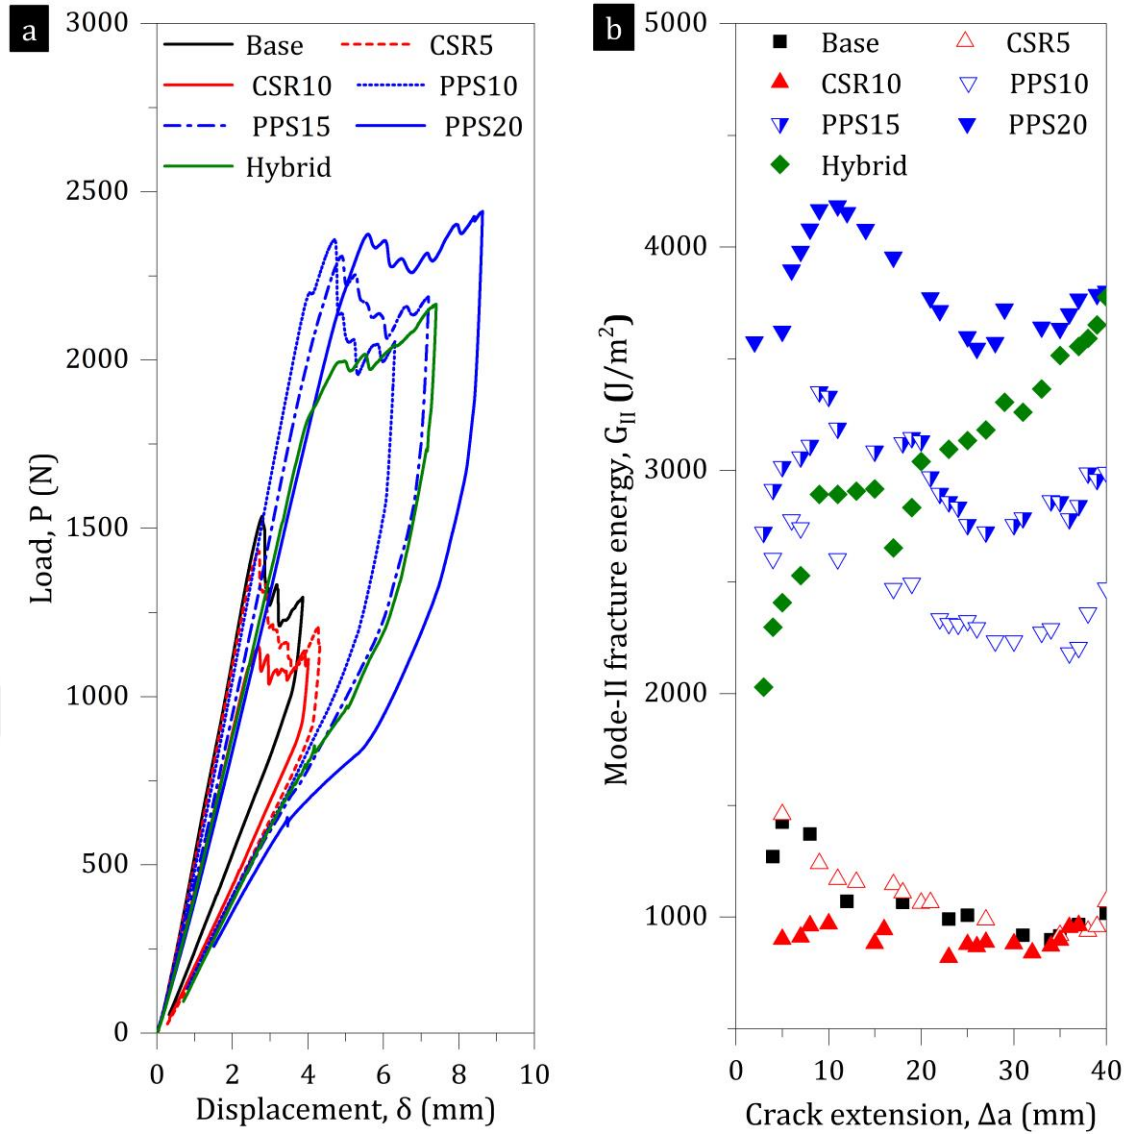 a
3000
2500
2000
1500
1000
500
0
Load, P (N)
Base CSR5
CSR10 PPS10
PPS15 PPS20
Hybrid
0 2 4 6 8 10
Displacement, δ (mm)
b
5000
4000
3000
2000
1000
Mode-II fracture energy, G_II (J/m²)
Base CSR5
CSR10 PPS10
PPS15 PPS20
Hybrid
0 10 20 30 40
Crack extension, Δa (mm)